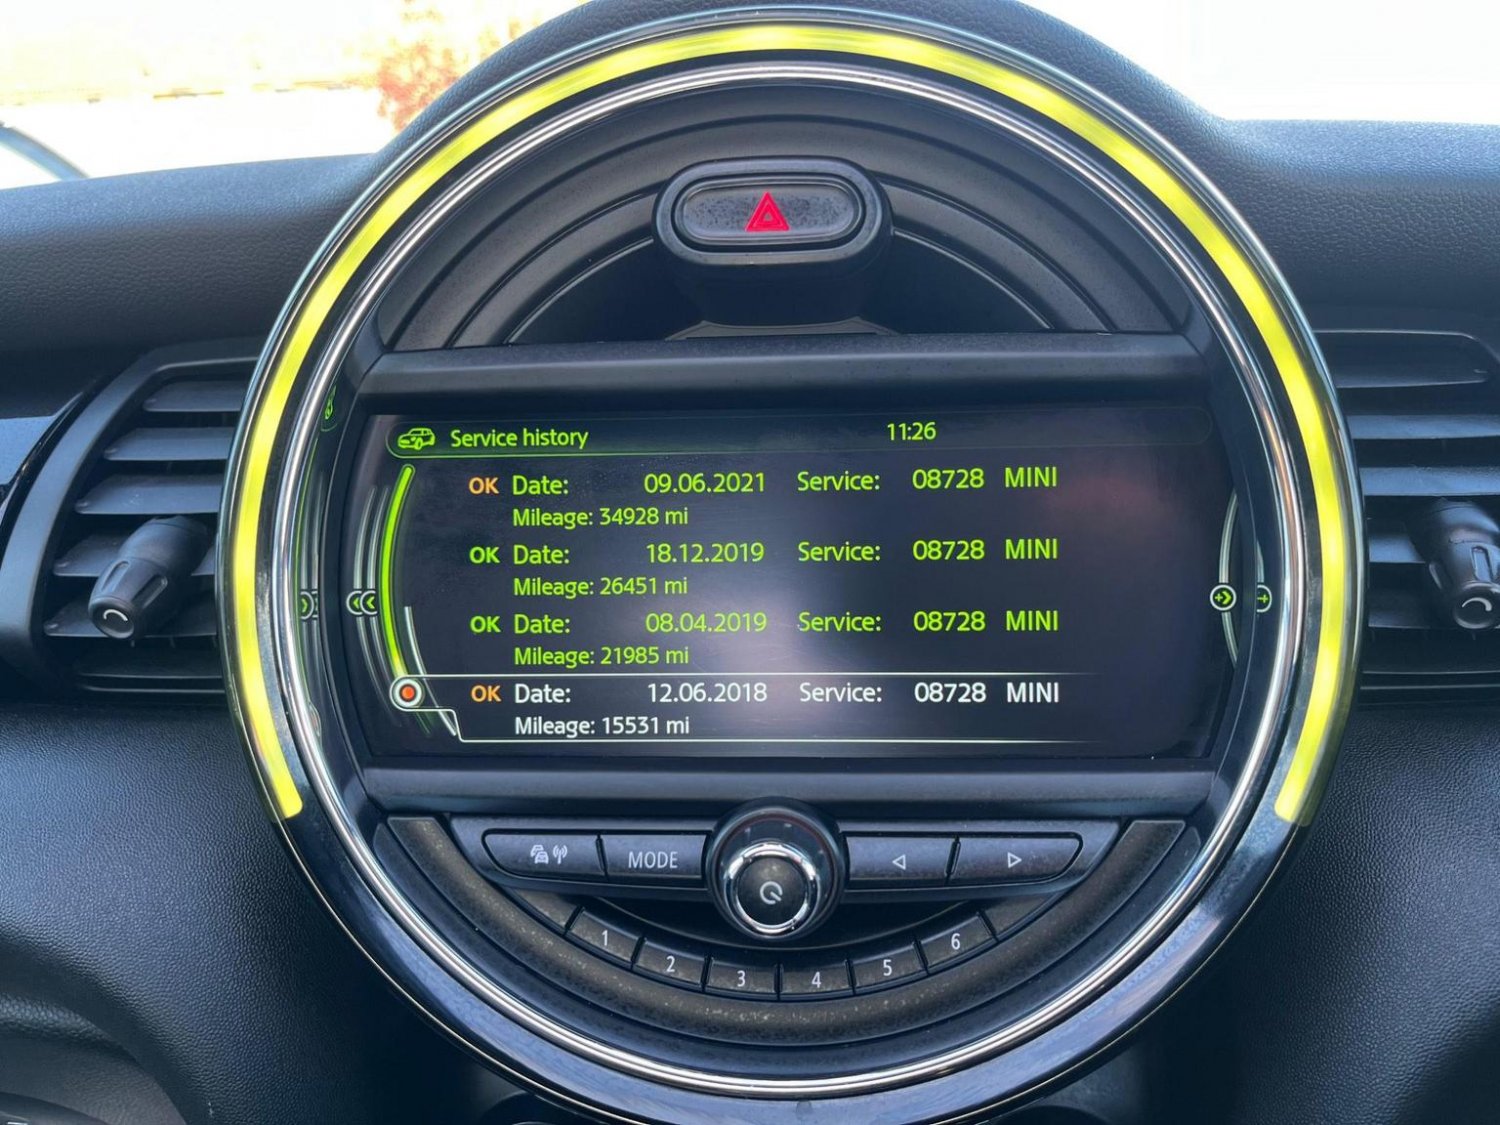 Service history 11:26
OK Date: 09.06.2021 Service: 08728 MINI
Mileage: 34928 mi
OK Date: 18.12.2019 Service: 08728 MINI
Mileage: 26451 mi
OK Date: 08.04.2019 Service: 08728 MINI
Mileage: 21985 mi
OK Date: 12.06.2018 Service: 08728 MINI
Mileage: 15531 mi
MODE
1 2 3 4 5 6